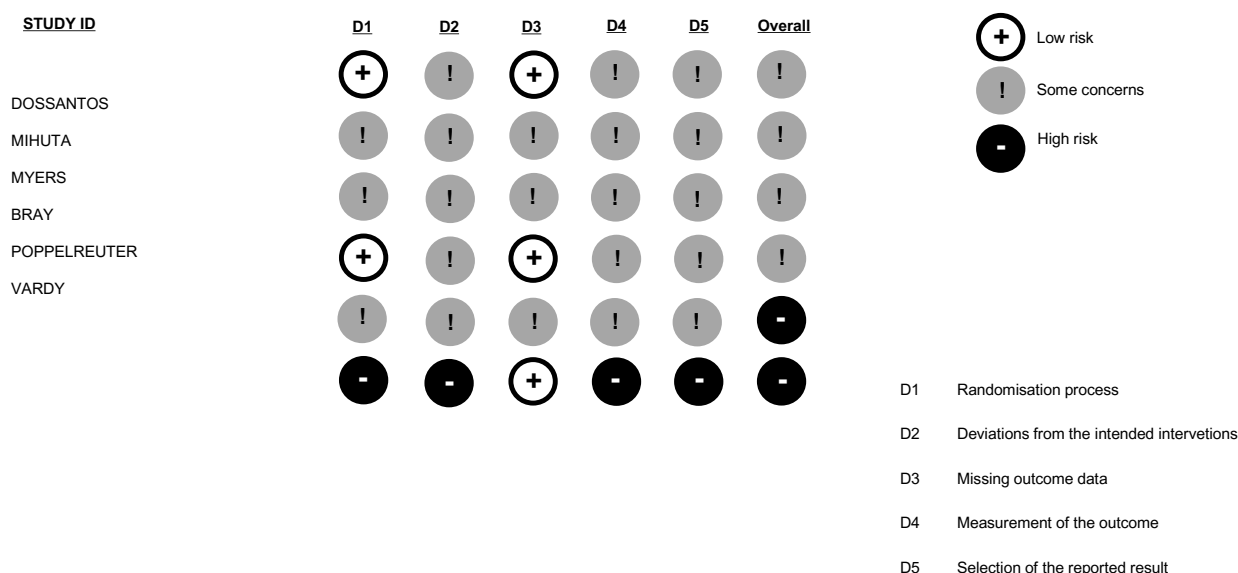 STUDY ID D1 D2 D3 D4 D5 Overall
+ ! + ! ! !
DOSSANTOS
! ! ! ! ! !
MIHUTA
MYERS
! ! ! ! ! !
BRAY
POPPELREUTER
+ ! + ! ! !
VARDY
! ! ! ! ! -
- - + - - -
+ Low risk
! Some concerns
- High risk
D1 Randomisation process
D2 Deviations from the intended intervetions
D3 Missing outcome data
D4 Measurement of the outcome
D5 Selection of the reported result